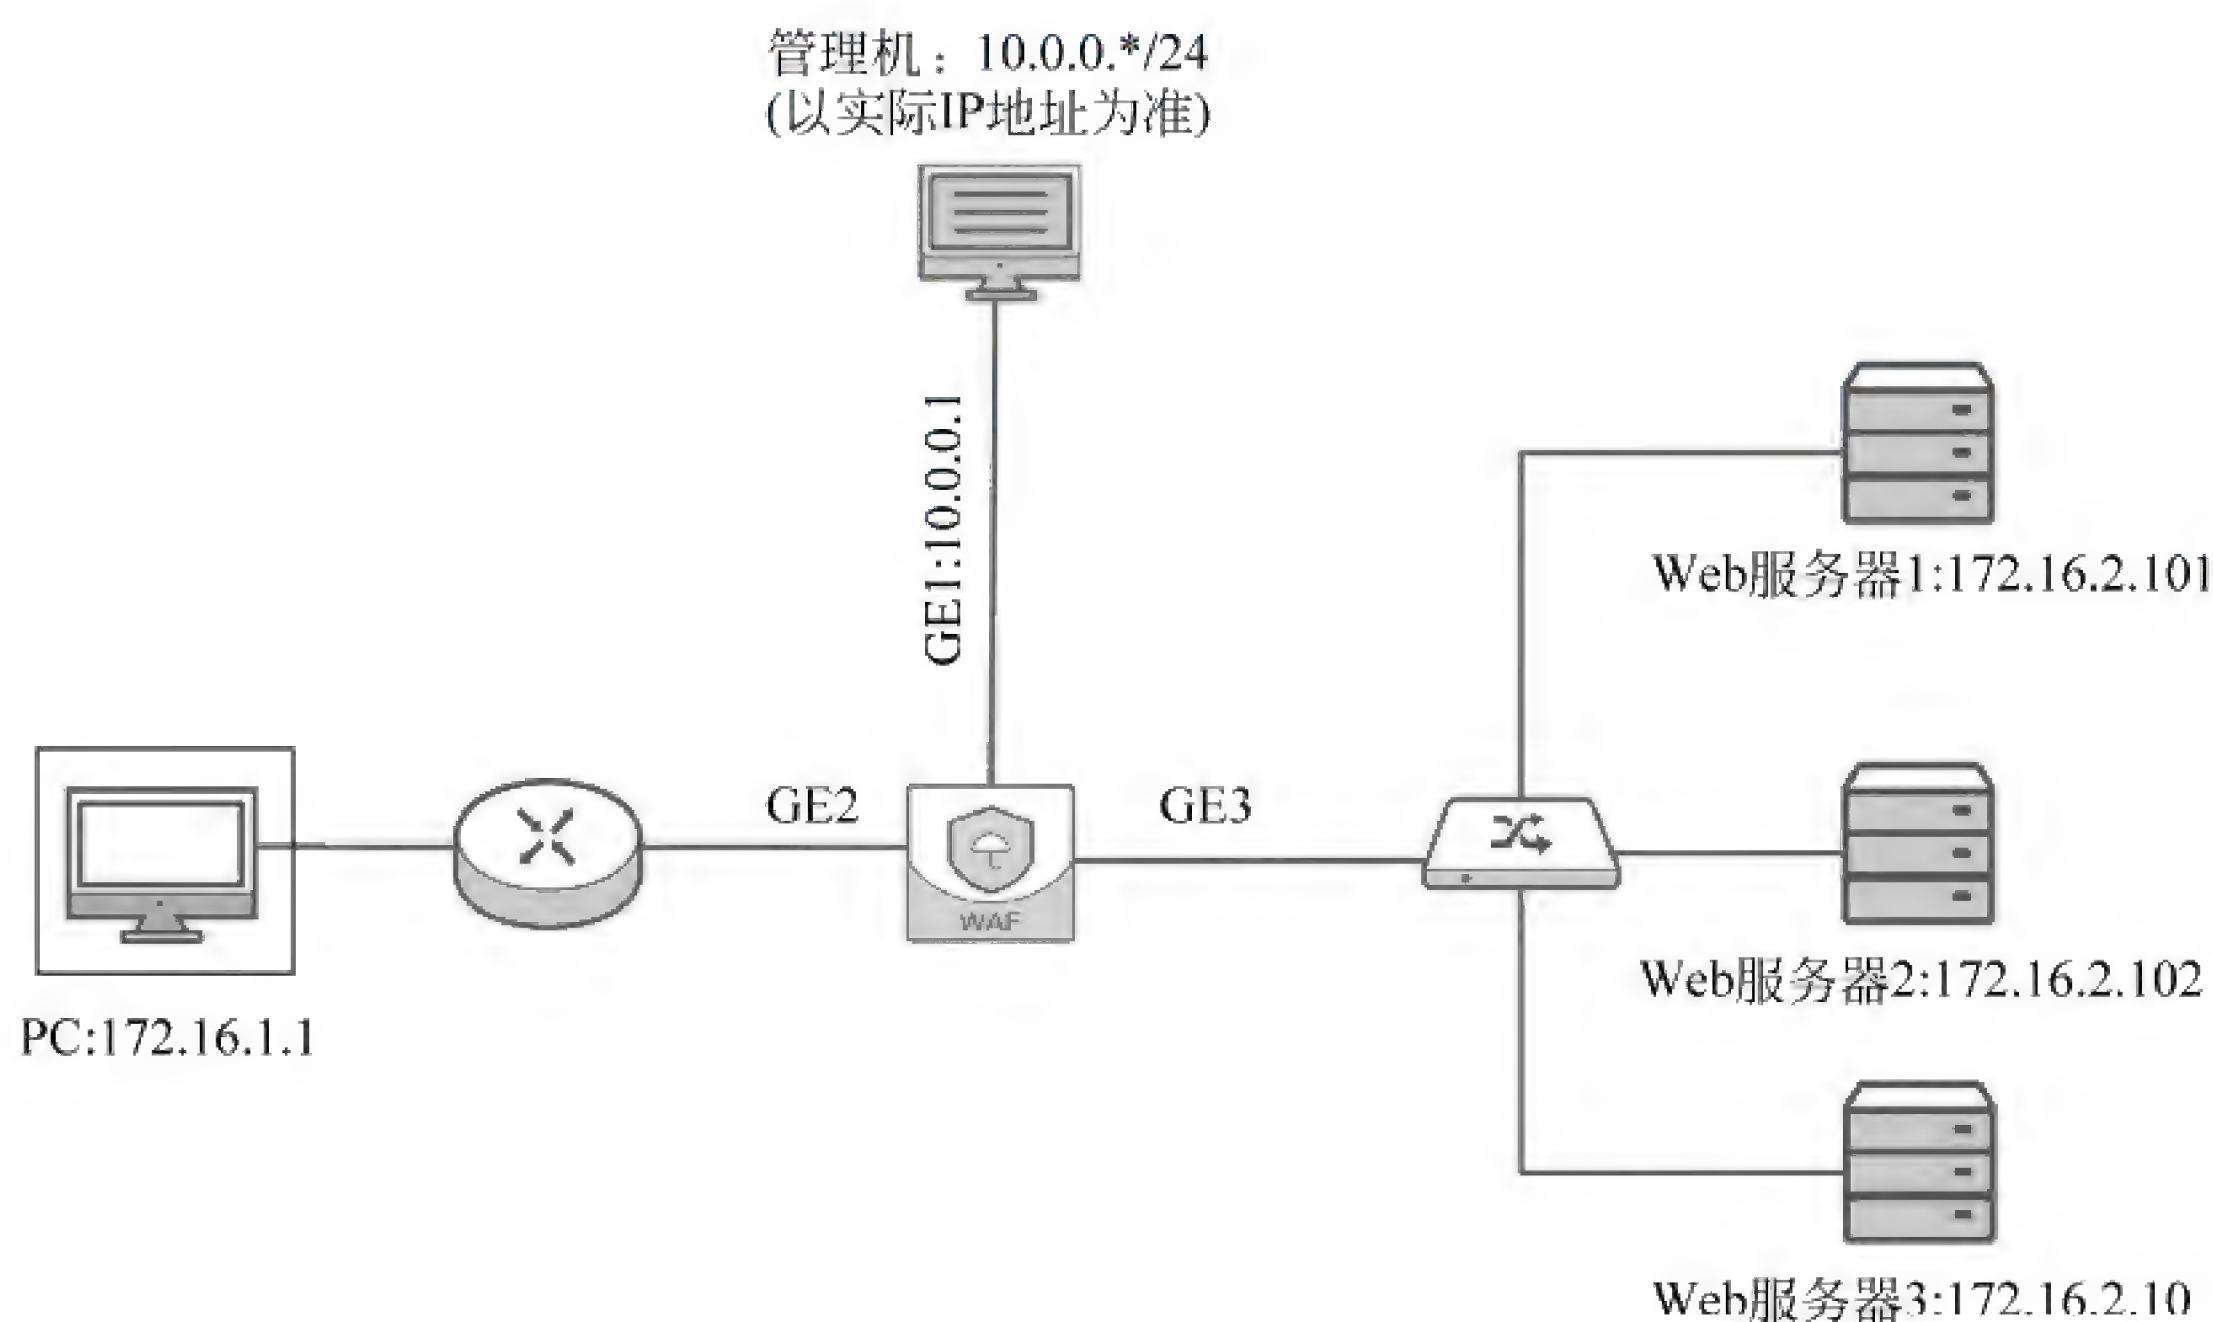 管理机：10.0.0.*/24
(以实际IP地址为准)
GE1:10.0.0.1
Web服务器1:172.16.2.101
GE2
GE3
WAF
Web服务器2:172.16.2.102
PC:172.16.1.1
Web服务器3:172.16.2.10